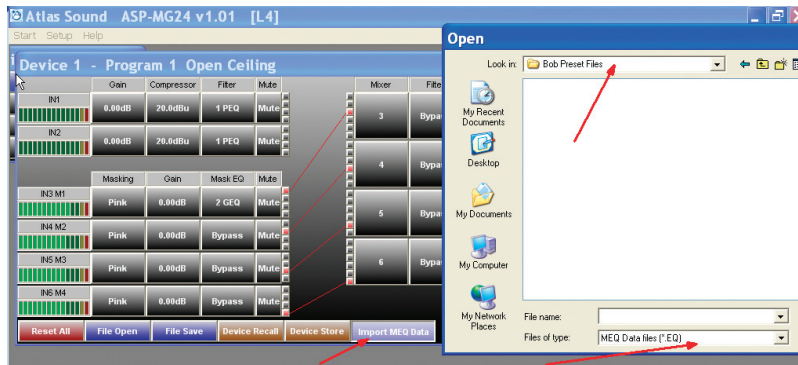 Atlas Sound ASP-MG24 v1.01 [L4]
Start Setup Help
Device 1 - Program 1 Open Ceiling
Gain Compressor Filter Mute Mixer Filte
IN1
0.00dB 20.0dBu 1 PEQ Mute 3 Bypa
IN2
0.00dB 20.0dBu 1 PEQ Mute 4 Bypa
Masking Gain Mask EQ Mute
IN3 M1
Pink 0.00dB 2 GEQ Mute 5 Bypa
IN4 M2
Pink 0.00dB Bypass Mute
IN5 M3
Pink 0.00dB Bypass Mute 6 Bypa
IN6 M4
Pink 0.00dB Bypass Mute
Reset All File Open File Save Device Recall Device Store Import MEQ Data
Open
Look in: Bob Preset Files
My Recent
Documents
Desktop
My Documents
My Computer
My Network
Places
File name:
Files of type: MEQ Data files (*.EQ)